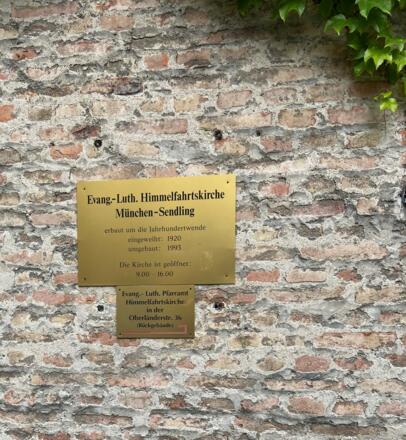 Evang.-Luth. Himmelfahrtskirche
München-Sendling
erbaut um die Jahrhundertwende
eingeweiht: 1920
umgebaut: 1993
Die Kirche ist geöffnet:
9.00 - 16.00
Evang.- Luth. Pfarramt
Himmelfahrtskirche
in der
Oberländerstr. 36
(Rückgebäude)